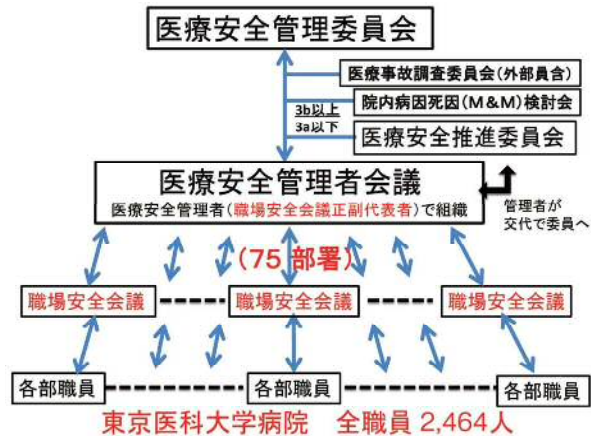 医療安全管理委員会
医療事故調査委員会(外部員含)
院内病因死因(M&M)検討会
3b以上
3a以下
医療安全推進委員会
医療安全管理者会議
医療安全管理者(職場安全会議正副代表者)で組織
管理者が
交代で委員へ
(75 部署)
職場安全会議
職場安全会議
職場安全会議
各部職員
各部職員
各部職員
東京医科大学病院 全職員 2,464人